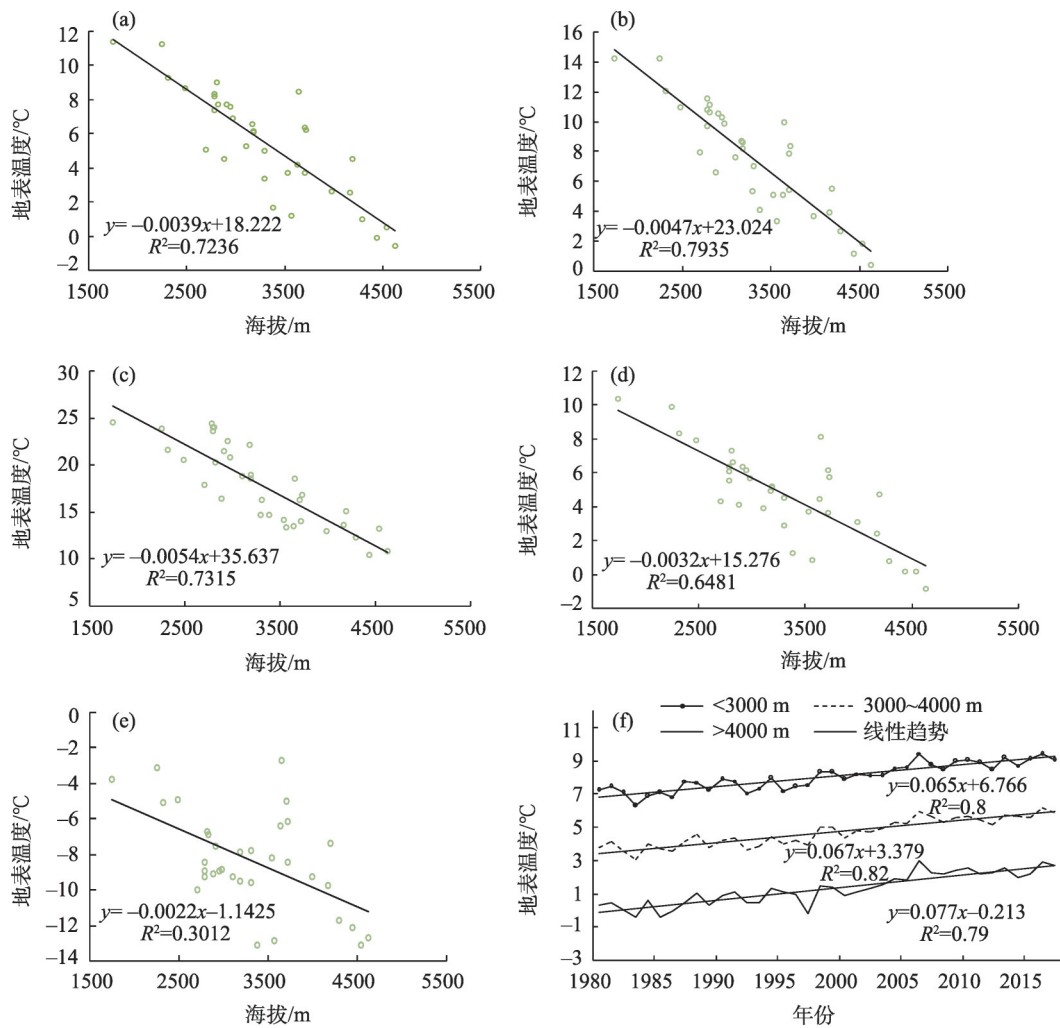 (a)
12
10
8
6
4
2
0
−2
地表温度/℃
y= −0.0039x+18.222
R²=0.7236
1500 2500 3500 4500 5500
海拔/m
(b)
16
14
12
10
8
6
4
2
0
地表温度/℃
y= −0.0047x+23.024
R²=0.7935
1500 2500 3500 4500 5500
海拔/m
(c)
30
25
20
15
10
5
地表温度/℃
y= −0.0054x+35.637
R²=0.7315
1500 2500 3500 4500 5500
海拔/m
(d)
12
10
8
6
4
2
0
−2
地表温度/℃
y= −0.0032x+15.276
R²=0.6481
1500 2500 3500 4500 5500
海拔/m
(e)
0
−2
−4
−6
−8
−10
−12
−14
地表温度/℃
y= −0.0022x−1.1425
R²=0.3012
1500 2500 3500 4500 5500
海拔/m
(f)
<3000 m 3000~4000 m
>4000 m 线性趋势
11
9
7
5
3
1
−1
−3
地表温度/℃
y=0.065x+6.766
R²=0.8
y=0.067x+3.379
R²=0.82
y=0.077x−0.213
R²=0.79
1980 1985 1990 1995 2000 2005 2010 2015
年份